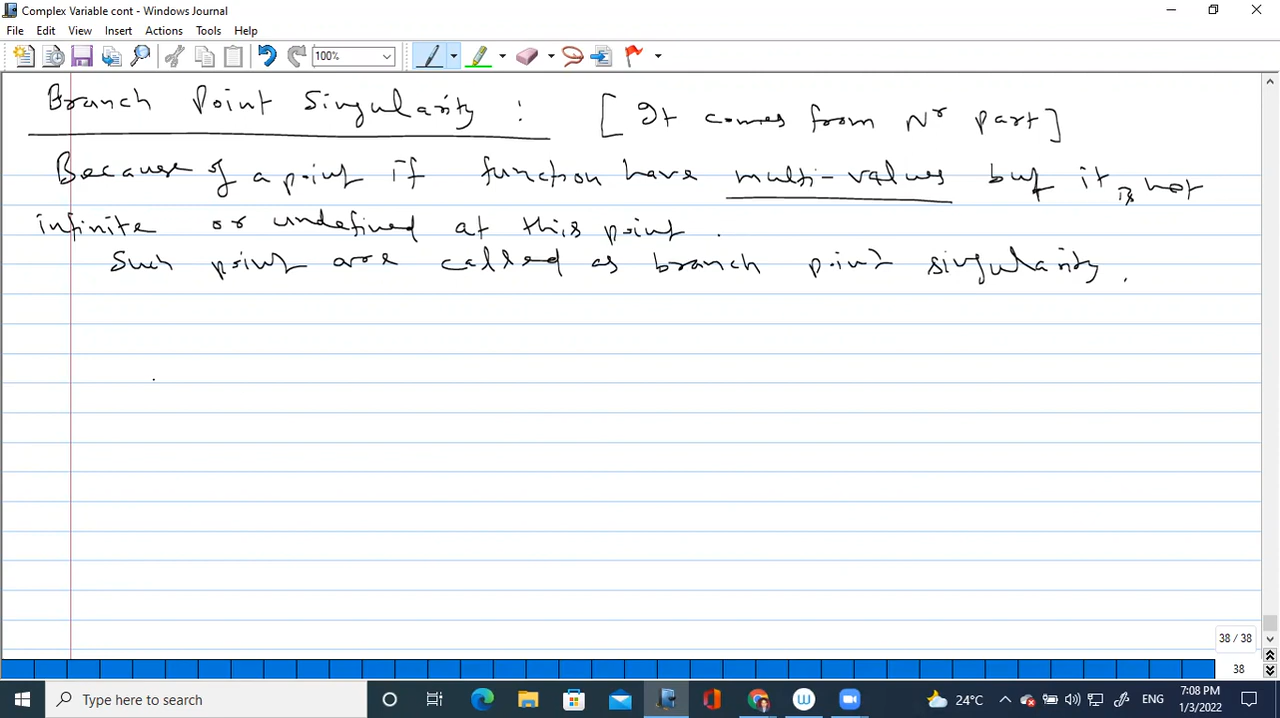 Complex Variable cont - Windows Journal
File Edit View Insert Actions Tools Help
100%
Branch Point Singularity : [ It comes from Nr part ]
Because of a point if function have multi-values but it is not
infinite or undefined at this point .
Such point are called as branch point singularity .
38 / 38
38
Type here to search
24°C
ENG
7:08 PM
1/3/2022